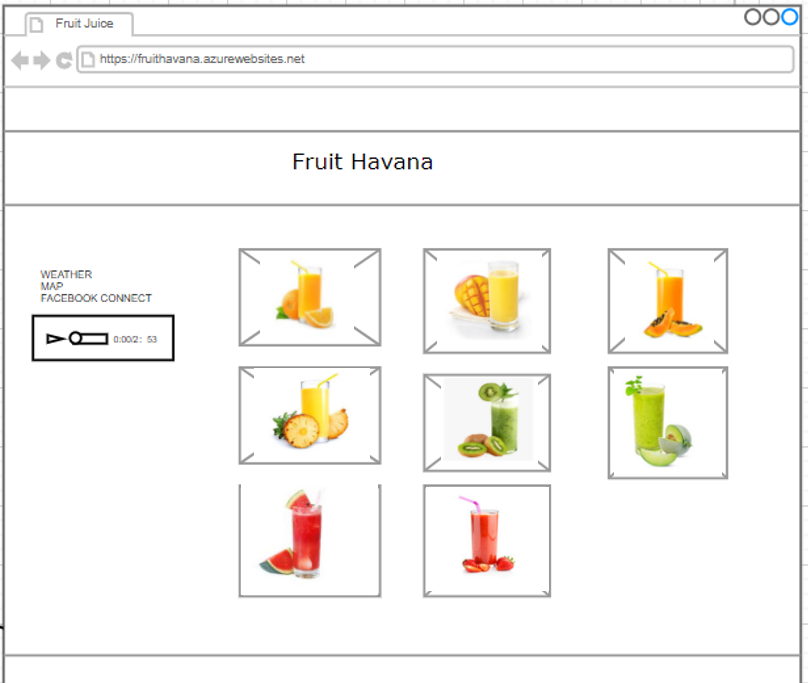 Fruit Juice
https://fruithavana.azurewebsites.net
Fruit Havana
WEATHER
MAP
FACEBOOK CONNECT
0:00/2: 53